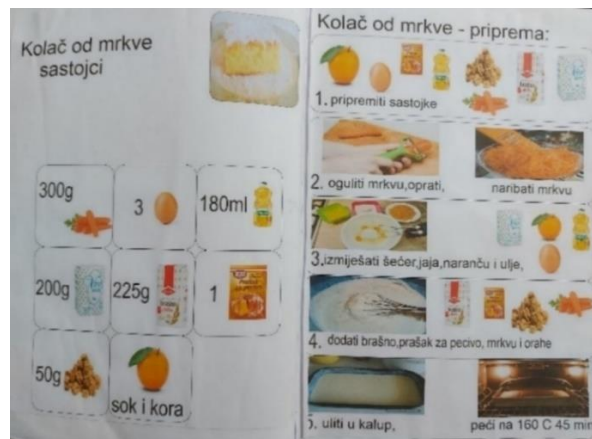 Kolač od mrkve
sastojci
300g
3
180ml
200g
225g
1
50g
sok i kora
Kolač od mrkve - priprema:
1. pripremiti sastojke
2. oguliti mrkvu,oprati,
naribati mrkvu
3.izmiješati šećer,jaja,naranču i ulje,
4. dodati brašno,prašak za pecivo, mrkvu i orahe
5. uliti u kalup,
peći na 160 C 45 min